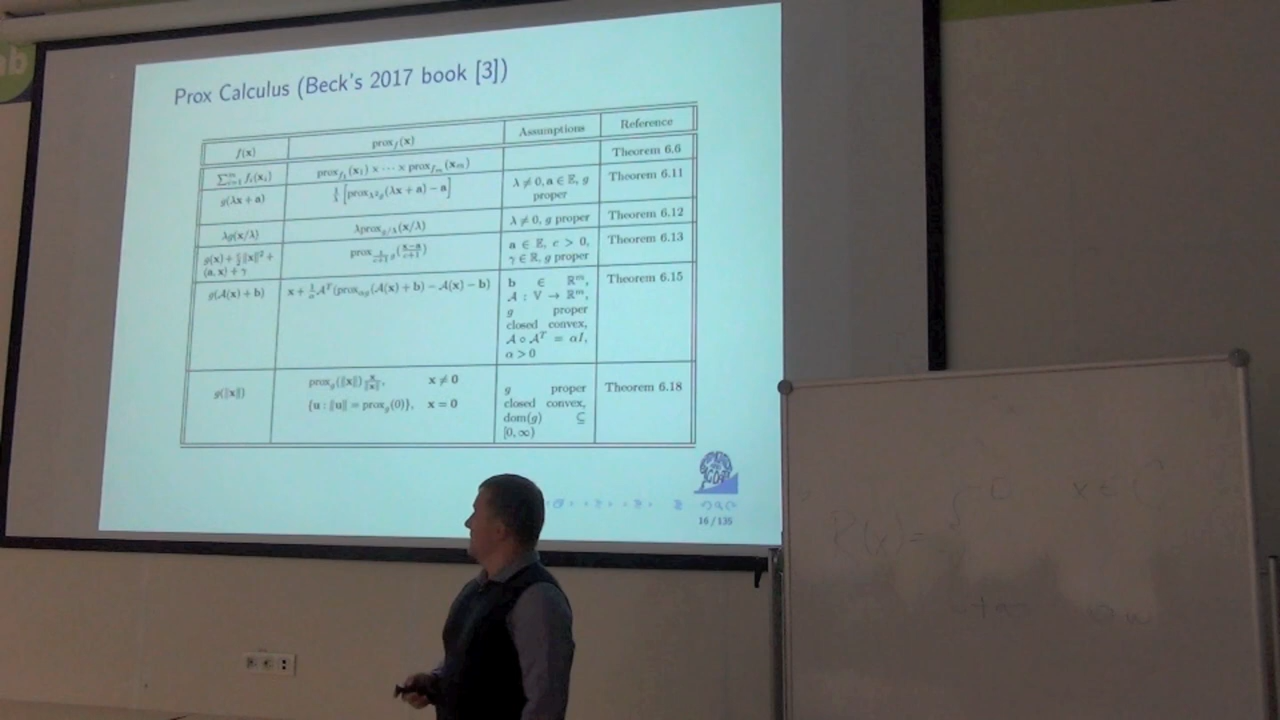 ab
Prox Calculus (Beck's 2017 book [3])
f(x) prox_f(x) Assumptions Reference
∑_{i=1}^m f_i(x_i) prox_{f_1}(x_1) × ··· × prox_{f_m}(x_m) Theorem 6.6
g(λx + a) 1/λ [prox_{λ²g}(λx + a) − a] λ ≠ 0, a ∈ 𝔼, g proper Theorem 6.11
λg(x/λ) λprox_{g/λ}(x/λ) λ ≠ 0, g proper Theorem 6.12
g(x) + c/2 ‖x‖² + ⟨a, x⟩ + γ prox_{1/(c+1) g}((x−a)/(c+1)) a ∈ 𝔼, c > 0, γ ∈ ℝ, g proper Theorem 6.13
g(𝒜(x) + b) x + 1/α 𝒜^T(prox_{αg}(𝒜(x) + b) − 𝒜(x) − b) b ∈ ℝ^m, 𝒜 : 𝕍 → ℝ^m, g proper closed convex, 𝒜 ∘ 𝒜^T = αI, α > 0 Theorem 6.15
g(‖x‖) prox_g(‖x‖) x/‖x‖, x ≠ 0
{u : ‖u‖ = prox_g(0)}, x = 0 g proper closed convex, dom(g) ⊆ [0, ∞) Theorem 6.18
16 / 135